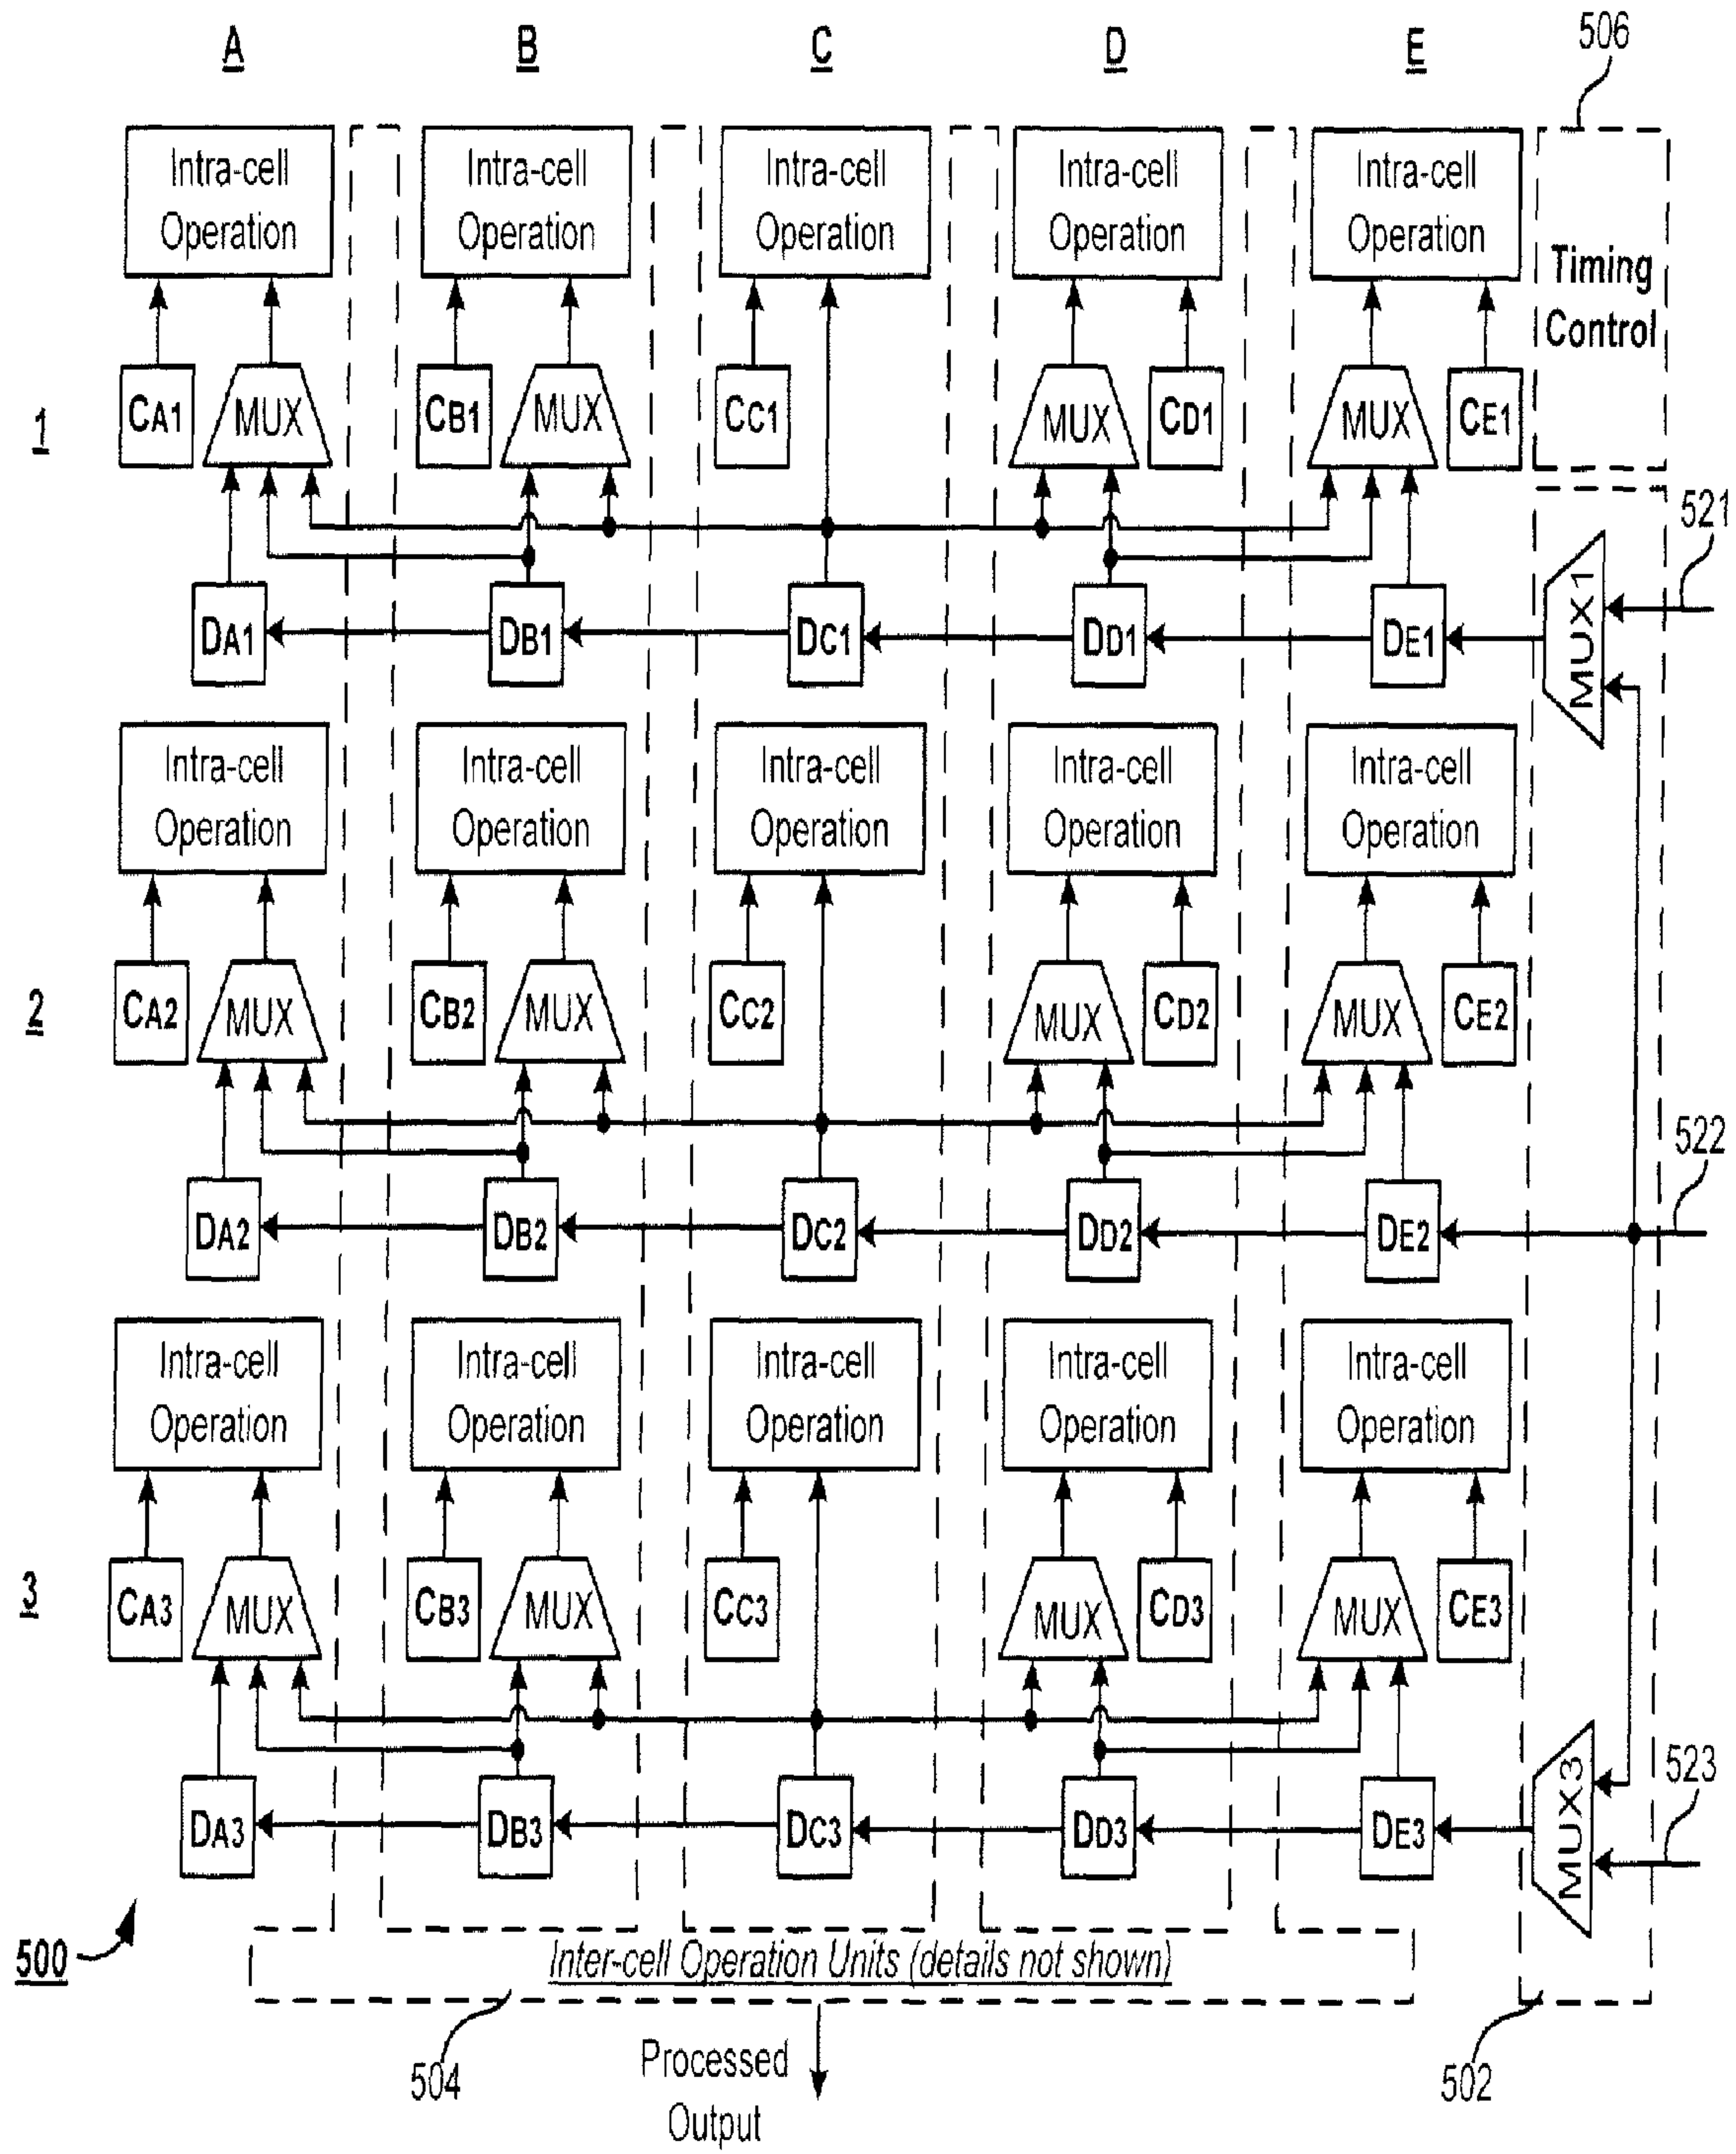 A B C D E 506
Intra-cell Operation Intra-cell Operation Intra-cell Operation Intra-cell Operation Intra-cell Operation
Timing Control
1 CA1 MUX CB1 MUX CC1 MUX CD1 MUX CE1
521
DA1 DB1 DC1 DD1 DE1 MUX1
Intra-cell Operation Intra-cell Operation Intra-cell Operation Intra-cell Operation Intra-cell Operation
2 CA2 MUX CB2 MUX CC2 MUX CD2 MUX CE2
522
DA2 DB2 DC2 DD2 DE2
Intra-cell Operation Intra-cell Operation Intra-cell Operation Intra-cell Operation Intra-cell Operation
3 CA3 MUX CB3 MUX CC3 MUX CD3 MUX CE3
523
DA3 DB3 DC3 DD3 DE3 MUX3
500
Inter-cell Operation Units (details not shown)
504 Processed Output 502